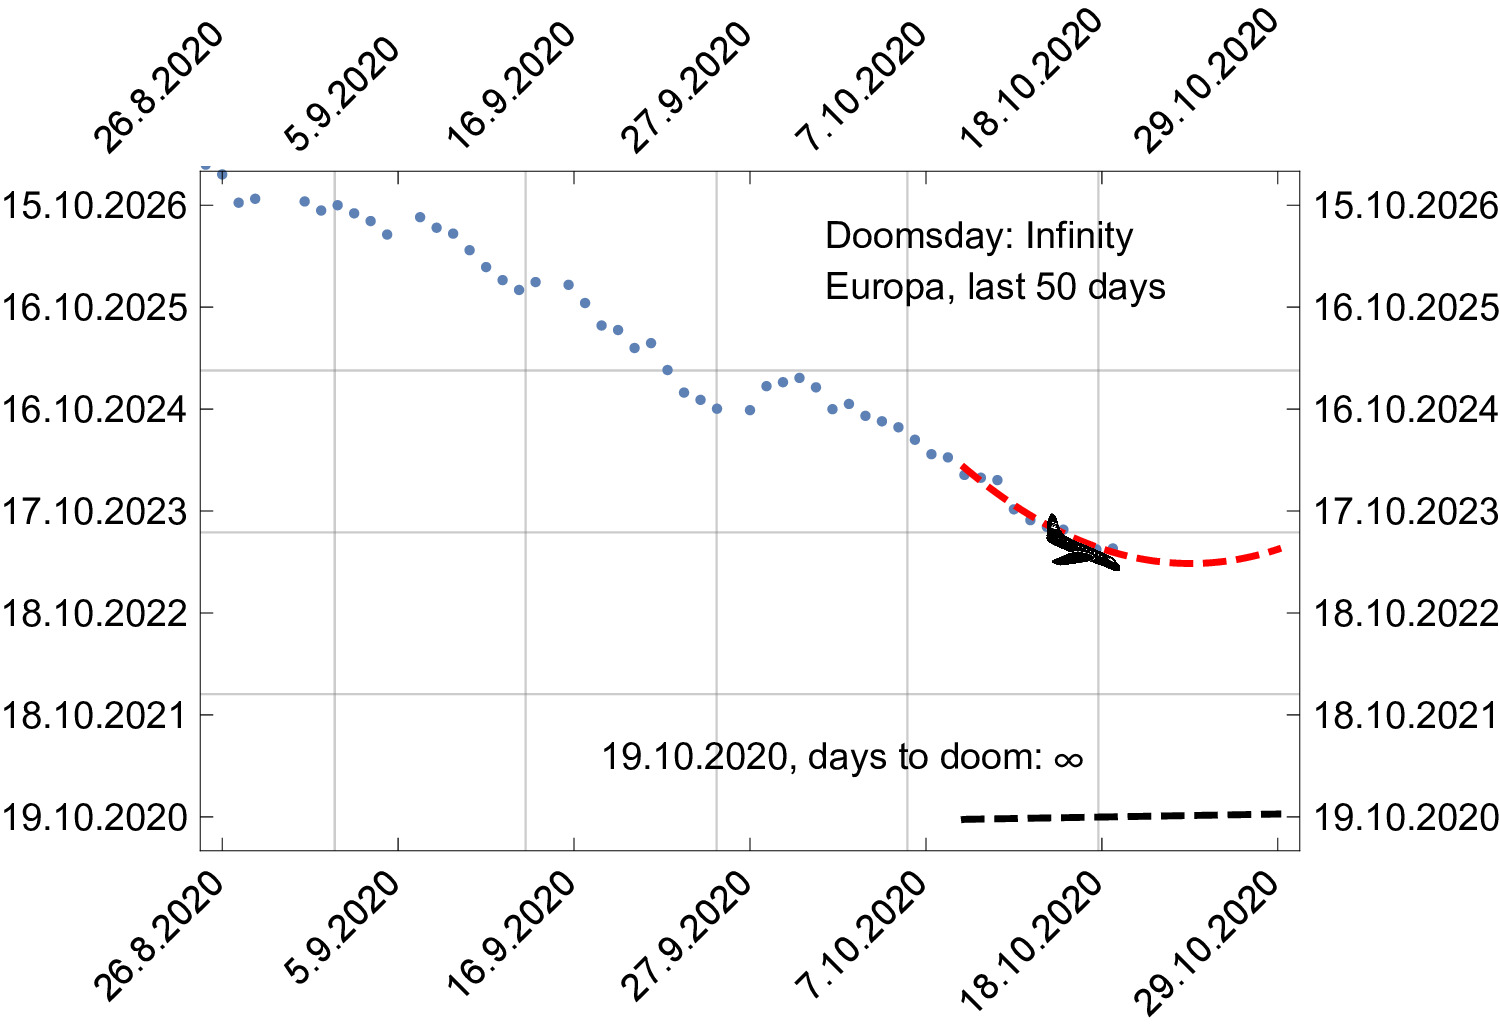 26.8.2020 5.9.2020 16.9.2020 27.9.2020 7.10.2020 18.10.2020 29.10.2020
15.10.2026 15.10.2026
Doomsday: Infinity
Europa, last 50 days
16.10.2025 16.10.2025
16.10.2024 16.10.2024
17.10.2023 17.10.2023
18.10.2022 18.10.2022
18.10.2021 18.10.2021
19.10.2020, days to doom: ∞
19.10.2020 19.10.2020
26.8.2020 5.9.2020 16.9.2020 27.9.2020 7.10.2020 18.10.2020 29.10.2020